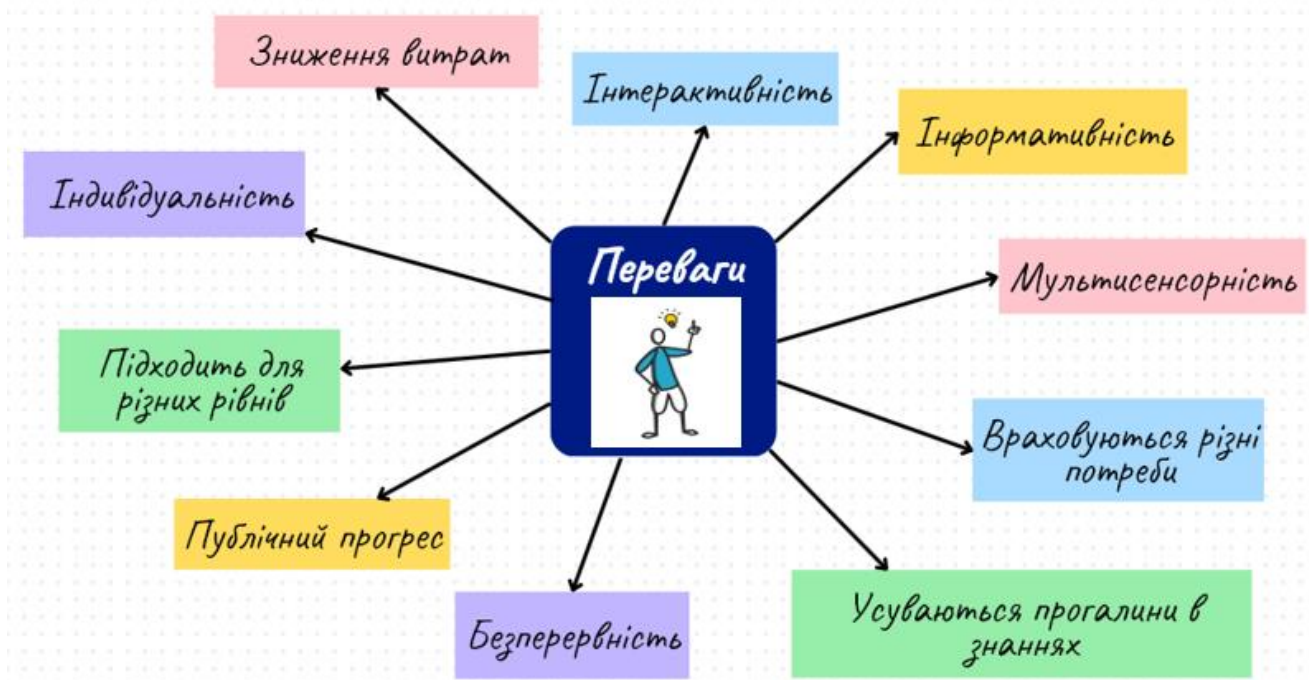 Зниження витрат
Інтерактивність
Інформативність
Індивідуальність
Переваги
Мультисенсорність
Підходить для
різних рівнів
Враховуються різні
потреби
Публічний прогрес
Безперервність
Усуваються прогалини в
знаннях